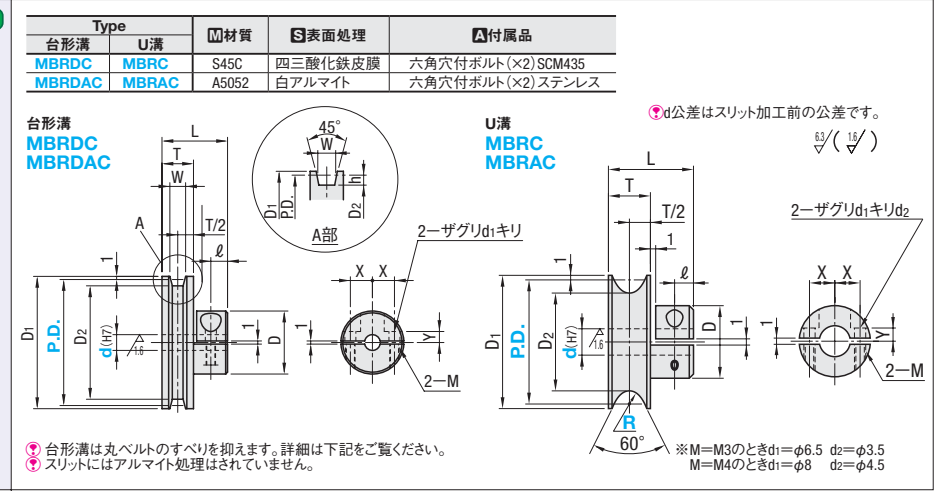 Type
台形溝 U溝 M材質 S表面処理 A付属品
MBRDC MBRC S45C 四三酸化鉄皮膜 六角穴付ボルト(×2)SCM435
MBRDAC MBRAC A5052 白アルマイト 六角穴付ボルト(×2)ステンレス
台形溝
MBRDC
MBRDAC
L
T
W
T/2
A
ℓ
1
D1
P.D.
D2
d(H7)
1.6
1
D
45°
W
h
D1
P.D.
D2
A部
2−ザグリd1キリ
X X
1
Y
2−M
U溝
MBRC
MBRAC
dの公差はスリット加工前の公差です。
6.3 ( 1.6 )
L
T
T/2
1
ℓ
1
D1
P.D.
D2
d(H7)
1.6
D
1
R
60°
2−ザグリd1キリd2
X X
1
Y
2−M
台形溝は丸ベルトのすべりを抑えます。詳細は下記をご覧ください。
スリットにはアルマイト処理はされていません。
※M=M3のときd1=φ6.5 d2=φ3.5
M=M4のときd1=φ8 d2=φ4.5